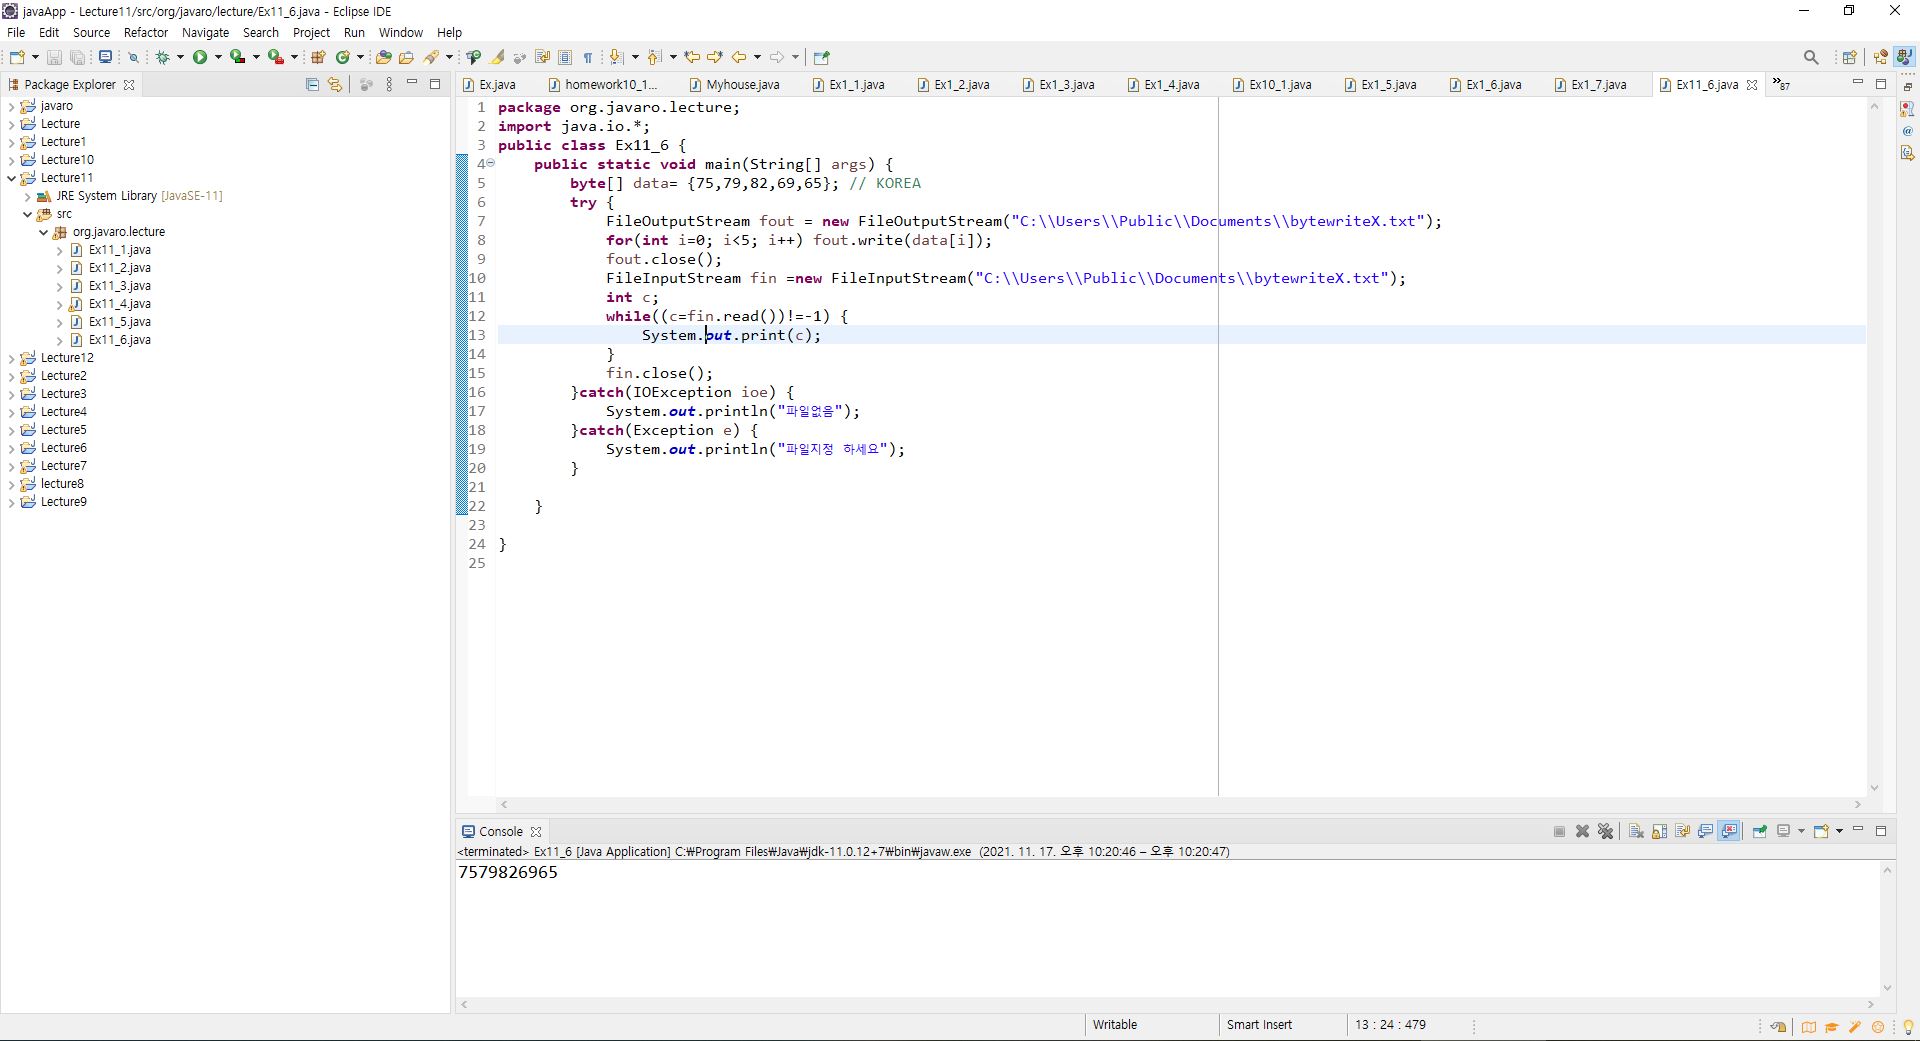 javaApp - Lecture11/src/org/javaro/lecture/Ex11_6.java - Eclipse IDE
File Edit Source Refactor Navigate Search Project Run Window Help
Package Explorer
javaro
Lecture
Lecture1
Lecture10
Lecture11
JRE System Library [JavaSE-11]
src
org.javaro.lecture
Ex11_1.java
Ex11_2.java
Ex11_3.java
Ex11_4.java
Ex11_5.java
Ex11_6.java
Lecture12
Lecture2
Lecture3
Lecture4
Lecture5
Lecture6
Lecture7
lecture8
Lecture9
Ex.java homework10_1... Myhouse.java Ex1_1.java Ex1_2.java Ex1_3.java Ex1_4.java Ex10_1.java Ex1_5.java Ex1_6.java Ex1_7.java Ex11_6.java »87
1 package org.javaro.lecture;
2 import java.io.*;
3 public class Ex11_6 {
4 public static void main(String[] args) {
5 byte[] data= {75,79,82,69,65}; // KOREA
6 try {
7 FileOutputStream fout = new FileOutputStream("C:\\Users\\Public\\Documents\\bytewriteX.txt");
8 for(int i=0; i<5; i++) fout.write(data[i]);
9 fout.close();
10 FileInputStream fin =new FileInputStream("C:\\Users\\Public\\Documents\\bytewriteX.txt");
11 int c;
12 while((c=fin.read())!=-1) {
13 System.out.print(c);
14 }
15 fin.close();
16 }catch(IOException ioe) {
17 System.out.println("파일없음");
18 }catch(Exception e) {
19 System.out.println("파일지정 하세요");
20 }
21
22 }
23
24 }
25
Console
<terminated> Ex11_6 [Java Application] C:₩Program Files₩Java₩jdk-11.0.12+7₩bin₩javaw.exe (2021. 11. 17. 오후 10:20:46 – 오후 10:20:47)
7579826965
Writable Smart Insert 13 : 24 : 479